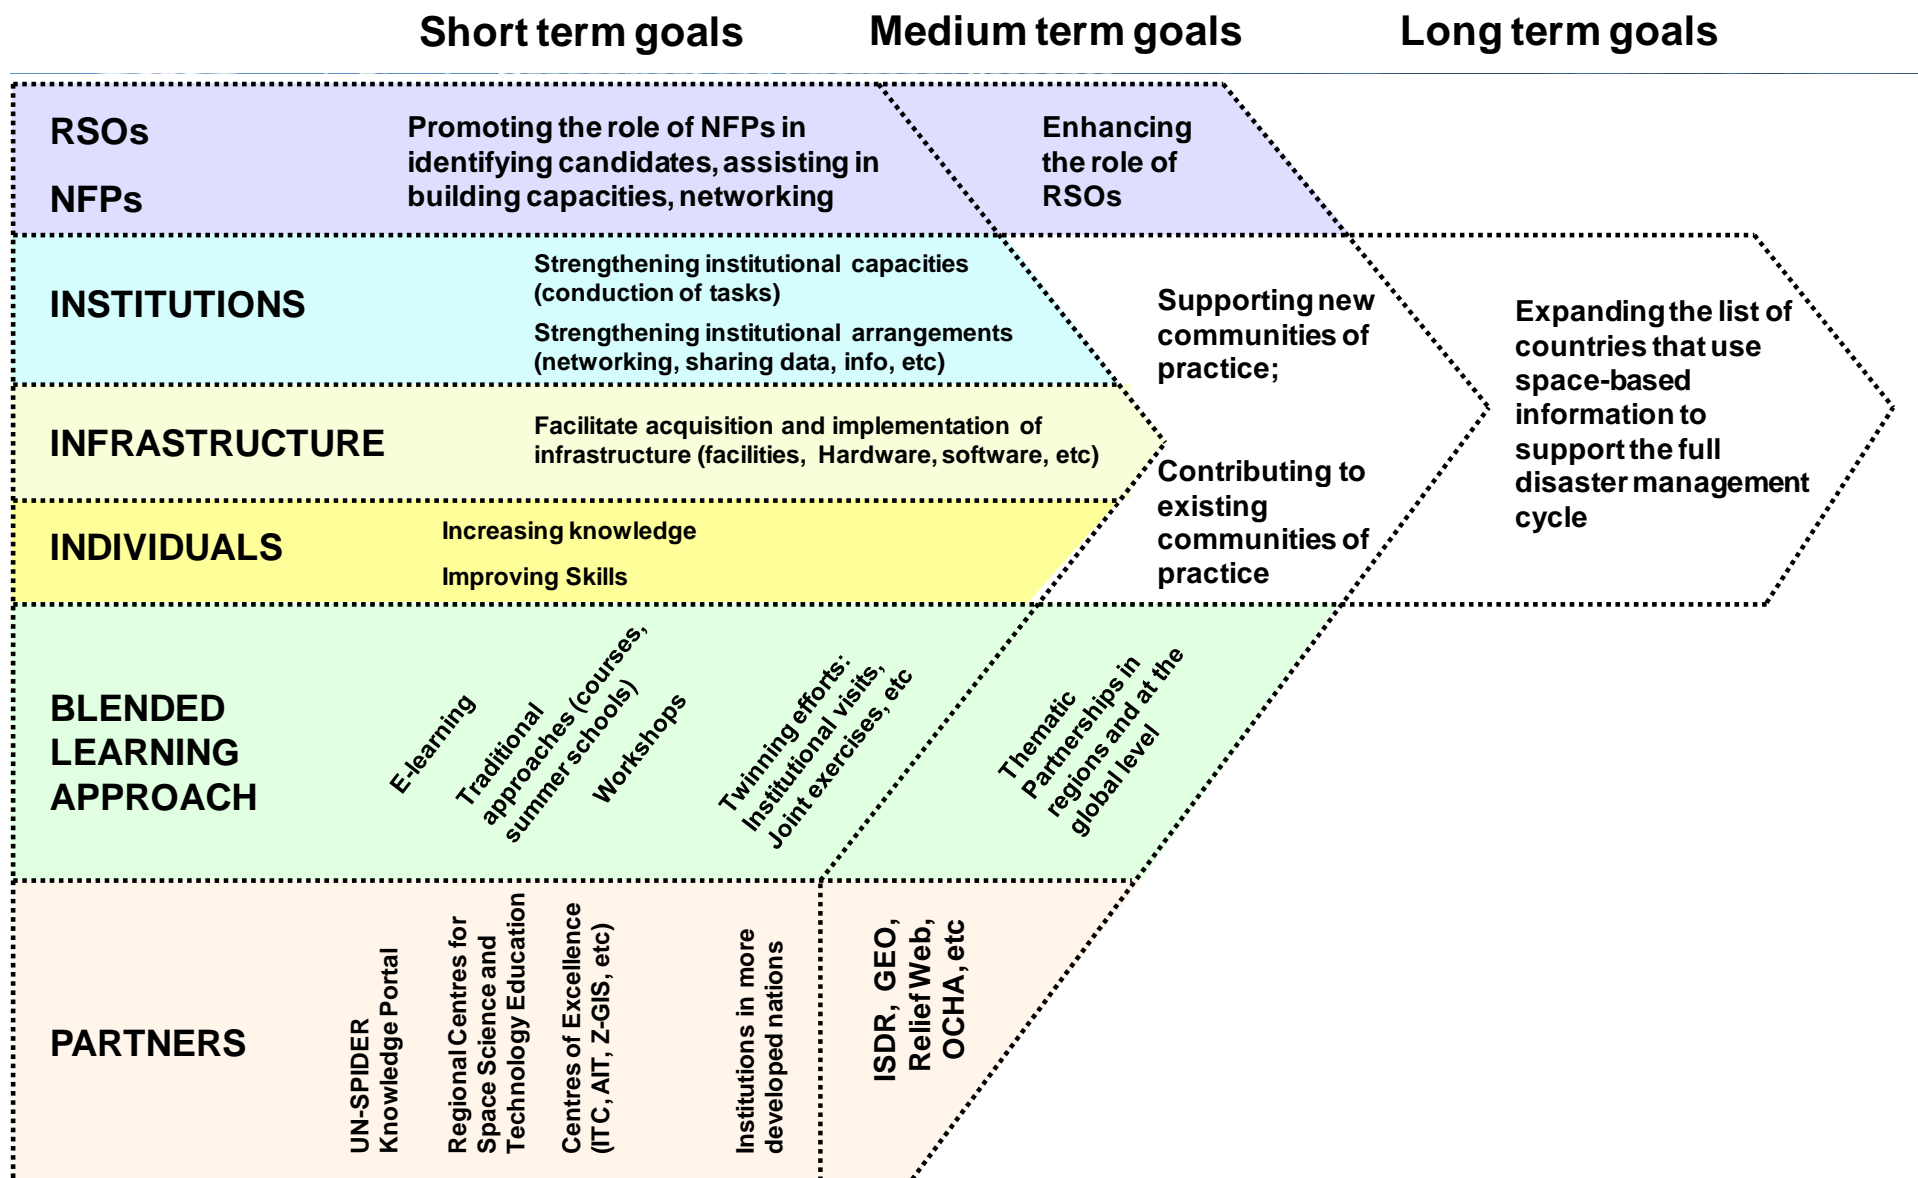 Short term goals
Medium term goals
Long term goals
RSOs
NFPs
Promoting the role of NFPs in
identifying candidates, assisting in
building capacities, networking
Enhancing
the role of
RSOs
INSTITUTIONS
Strengthening institutional capacities
(conduction of tasks)
Strengthening institutional arrangements
(networking, sharing data, info, etc)
Supporting new
communities of
practice;
Expanding the list of
countries that use
space-based
information to
support the full
disaster management
cycle
INFRASTRUCTURE
Facilitate acquisition and implementation of
infrastructure (facilities, Hardware, software, etc)
Contributing to
existing
communities of
practice
INDIVIDUALS
Increasing knowledge
Improving Skills
BLENDED
LEARNING
APPROACH
E-learning
Traditional
approaches (courses,
summer schools)
Workshops
Twinning efforts:
Institutional visits,
Joint exercises, etc
Thematic
Partnerships in
regions and at the
global level
PARTNERS
UN-SPIDER
Knowledge Portal
Regional Centres for
Space Science and
Technology Education
Centres of Excellence
(ITC, AIT, Z-GIS, etc)
Institutions in more
developed nations
ISDR, GEO,
Relief Web,
OCHA, etc